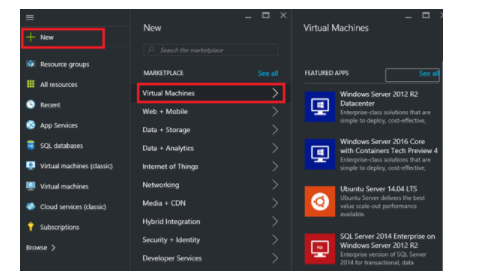 New
Resource groups
All resources
Recent
App Services
SQL databases
Virtual machines (classic)
Virtual machines
Cloud services (classic)
Subscriptions
Browse >
New
Search the marketplace
MARKETPLACE See all
Virtual Machines
Web + Mobile
Data + Storage
Data + Analytics
Internet of Things
Networking
Media + CDN
Hybrid Integration
Security + Identity
Developer Services
Virtual Machines
FEATURED APPS See all
Windows Server 2012 R2
Datacenter
Enterprise-class solutions that are
simple to deploy, cost-effective,
Windows Server 2016 Core
with Containers Tech Preview 4
Enterprise-class solutions that are
simple to deploy, cost-effective,
Ubuntu Server 14.04 LTS
Ubuntu Server delivers the best
value scale-out performance
available.
SQL Server 2014 Enterprise on
Windows Server 2012 R2
Enterprise version of SQL Server
2014 for transactional, data